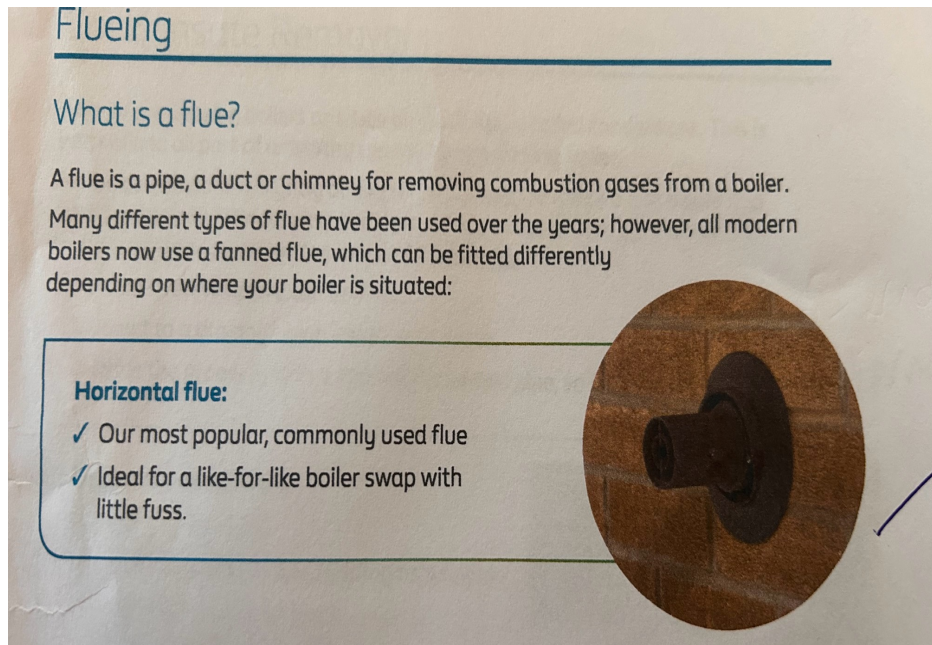 Flueing
What is a flue?
A flue is a pipe, a duct or chimney for removing combustion gases from a boiler.
Many different types of flue have been used over the years; however, all modern
boilers now use a fanned flue, which can be fitted differently
depending on where your boiler is situated:
Horizontal flue:
✓ Our most popular, commonly used flue
✓ Ideal for a like-for-like boiler swap with
little fuss.